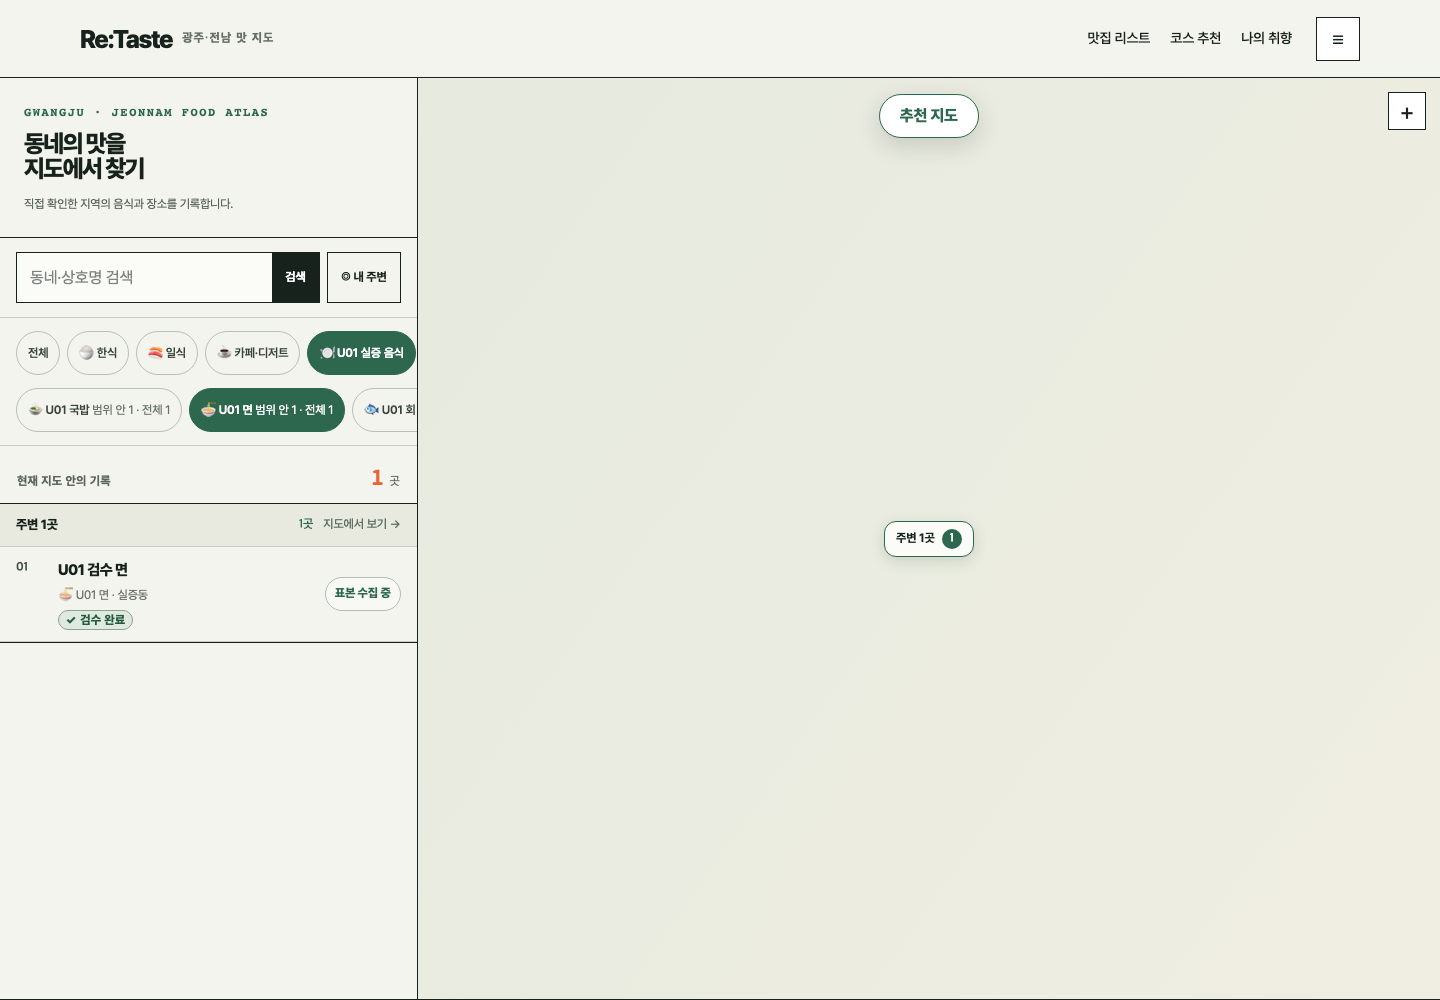 Re:Taste 광주·전남 맛 지도
맛집 리스트 코스 추천 나의 취향
GWANGJU · JEONNAM FOOD ATLAS
동네의 맛을
지도에서 찾기
직접 확인한 지역의 음식과 장소를 기록합니다.
동네·상호명 검색 검색 ◎ 내 주변
전체 한식 일식 카페·디저트 U01 실증 음식
U01 국밥 범위 안 1 · 전체 1 U01 면 범위 안 1 · 전체 1 U01 회
현재 지도 안의 기록 1 곳
주변 1곳 1곳 지도에서 보기 →
01 U01 검수 면
U01 면 · 실증동
✓ 검수 완료
표본 수집 중
추천 지도
+
주변 1곳 1